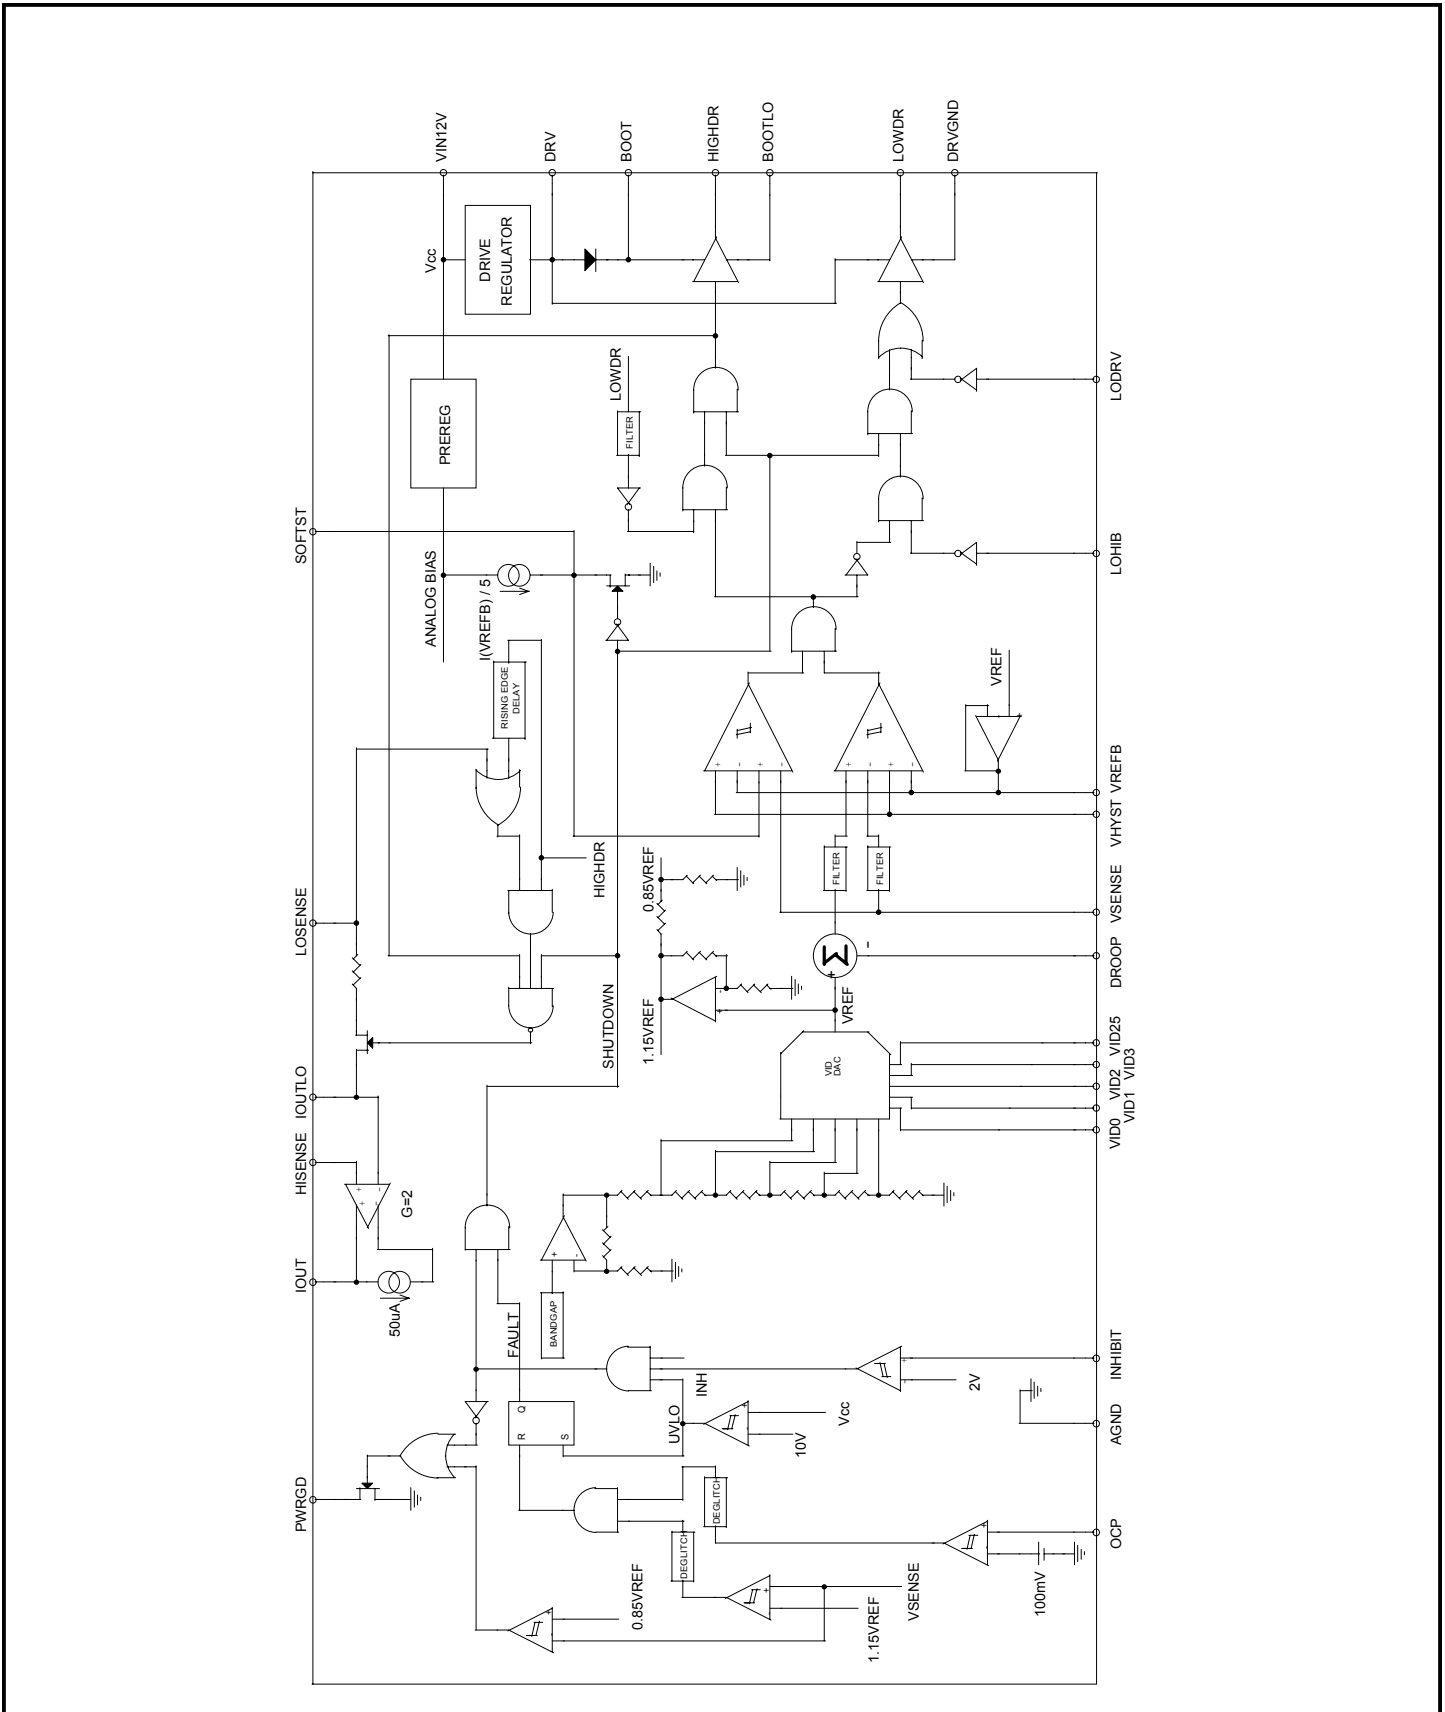 PWRGD
IOUT
HISENSE
IOUTLO
LOSENSE
SOFTST
50uA
G=2
ANALOG BIAS
PREREG
Vcc
VIN12V
I(VREFB) / 5
RISING EDGE
DELAY
DRIVE
REGULATOR
DRV
FAULT
R
Q
S
BANDGAP
+
-
SHUTDOWN
HIGHDR
LOWDR
FILTER
BOOT
HIGHDR
BOOTLO
0.85VREF
DEGLITCH
DEGLITCH
UVLO
INH
10V
Vcc
1.15VREF
0.85VREF
VREF
VID
DAC
Σ
+
-
FILTER
FILTER
LOWDR
DRVGND
1.15VREF
VSENSE
100mV
2V
VREF
OCP
AGND
INHIBIT
VID0
VID1
VID2
VID3
VID25
DROOP
VSENSE
VHYST
VREFB
LOHIB
LODRV